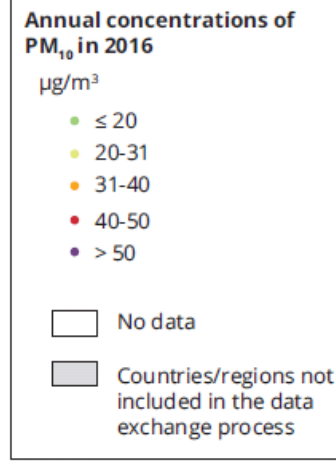 Annual concentrations of
PM₁₀ in 2016
µg/m³
≤ 20
20-31
31-40
40-50
> 50
No data
Countries/regions not
included in the data
exchange process